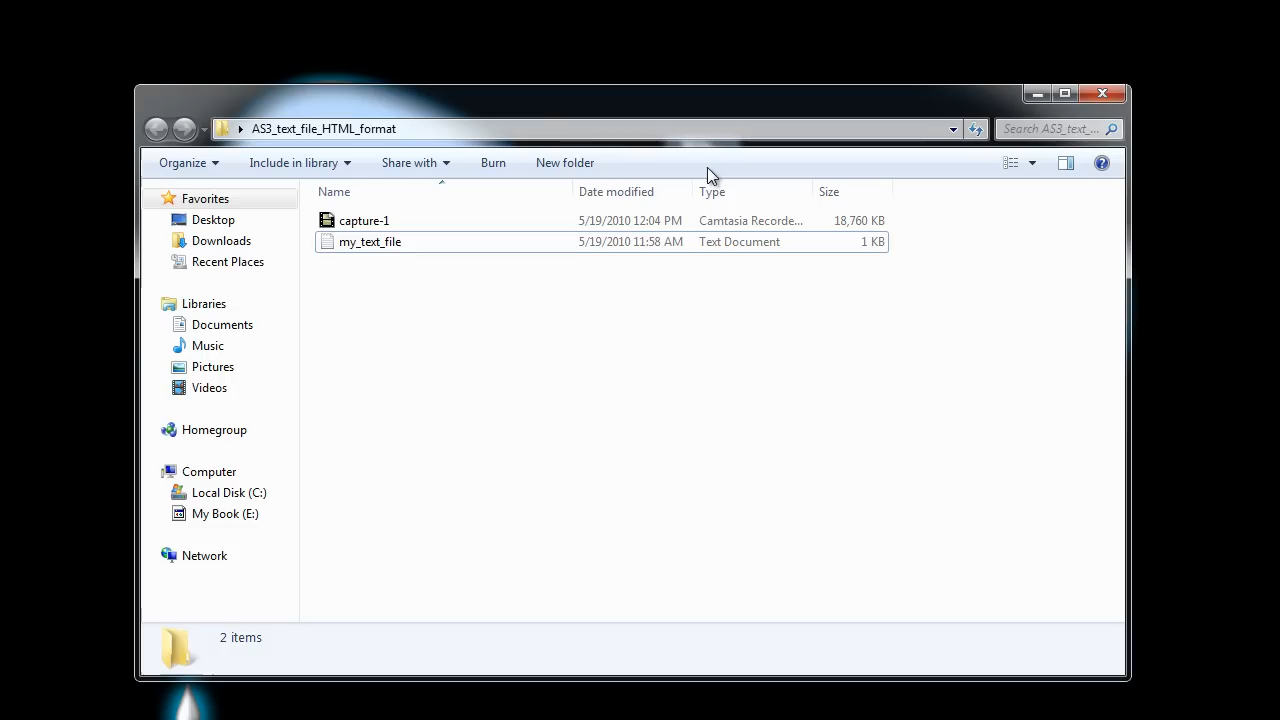 AS3_text_file_HTML_format
Search AS3_text_...
Organize Include in library Share with Burn New folder
Name Date modified Type Size
Favorites
Desktop
Downloads
Recent Places
Libraries
Documents
Music
Pictures
Videos
Homegroup
Computer
Local Disk (C:)
My Book (E:)
Network
capture-1 5/19/2010 12:04 PM Camtasia Recorde... 18,760 KB
my_text_file 5/19/2010 11:58 AM Text Document 1 KB
2 items